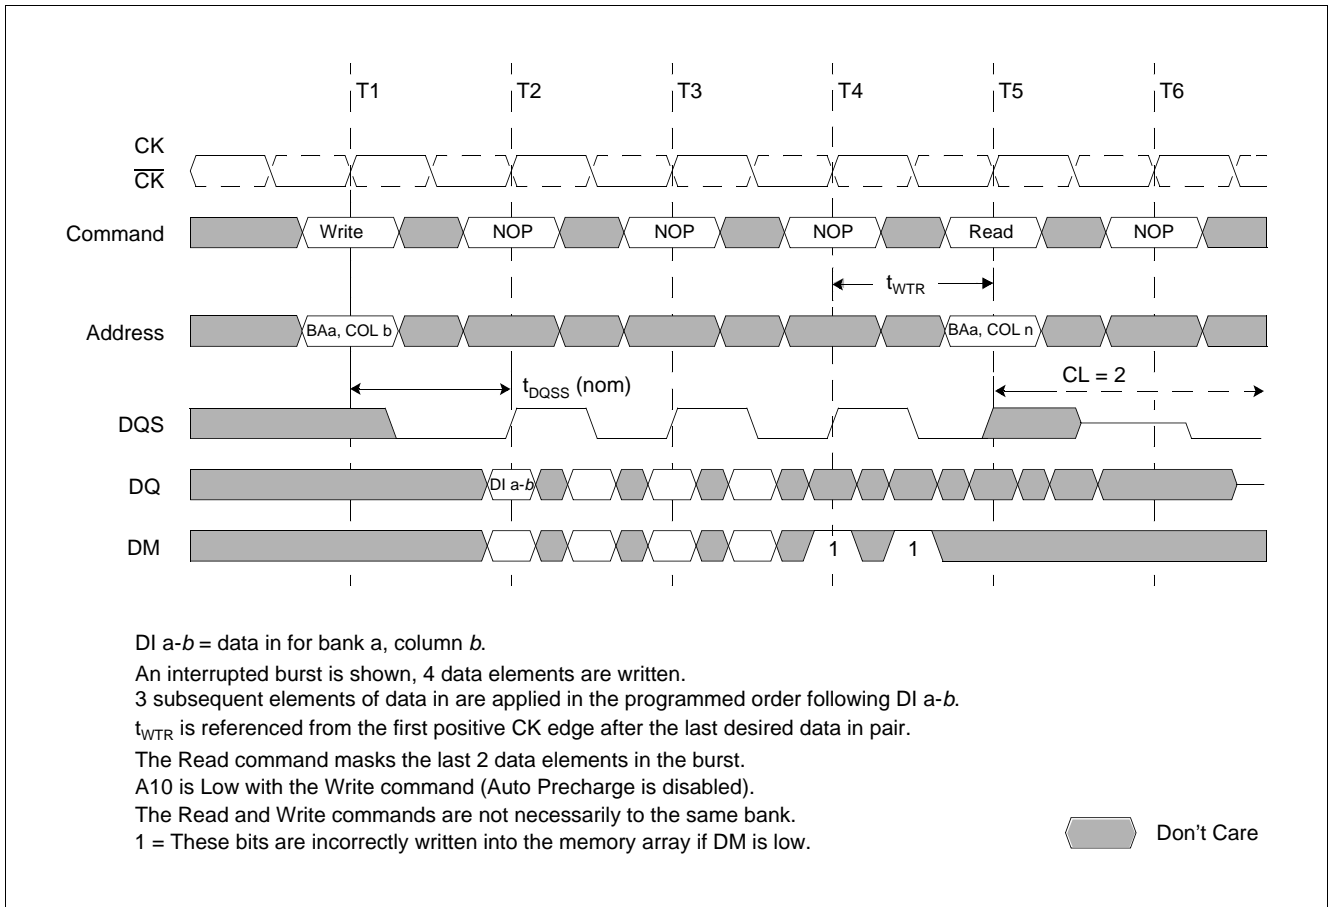 T1 T2 T3 T4 T5 T6
CK
CK
Command Write NOP NOP NOP Read NOP
tWTR
Address BAa, COL b BAa, COL n
tDQSS (nom) CL = 2
DQS
DQ DI a-b
DM 1 1
DI a-b = data in for bank a, column b.
An interrupted burst is shown, 4 data elements are written.
3 subsequent elements of data in are applied in the programmed order following DI a-b.
tWTR is referenced from the first positive CK edge after the last desired data in pair.
The Read command masks the last 2 data elements in the burst.
A10 is Low with the Write command (Auto Precharge is disabled).
The Read and Write commands are not necessarily to the same bank.
1 = These bits are incorrectly written into the memory array if DM is low.
Don't Care